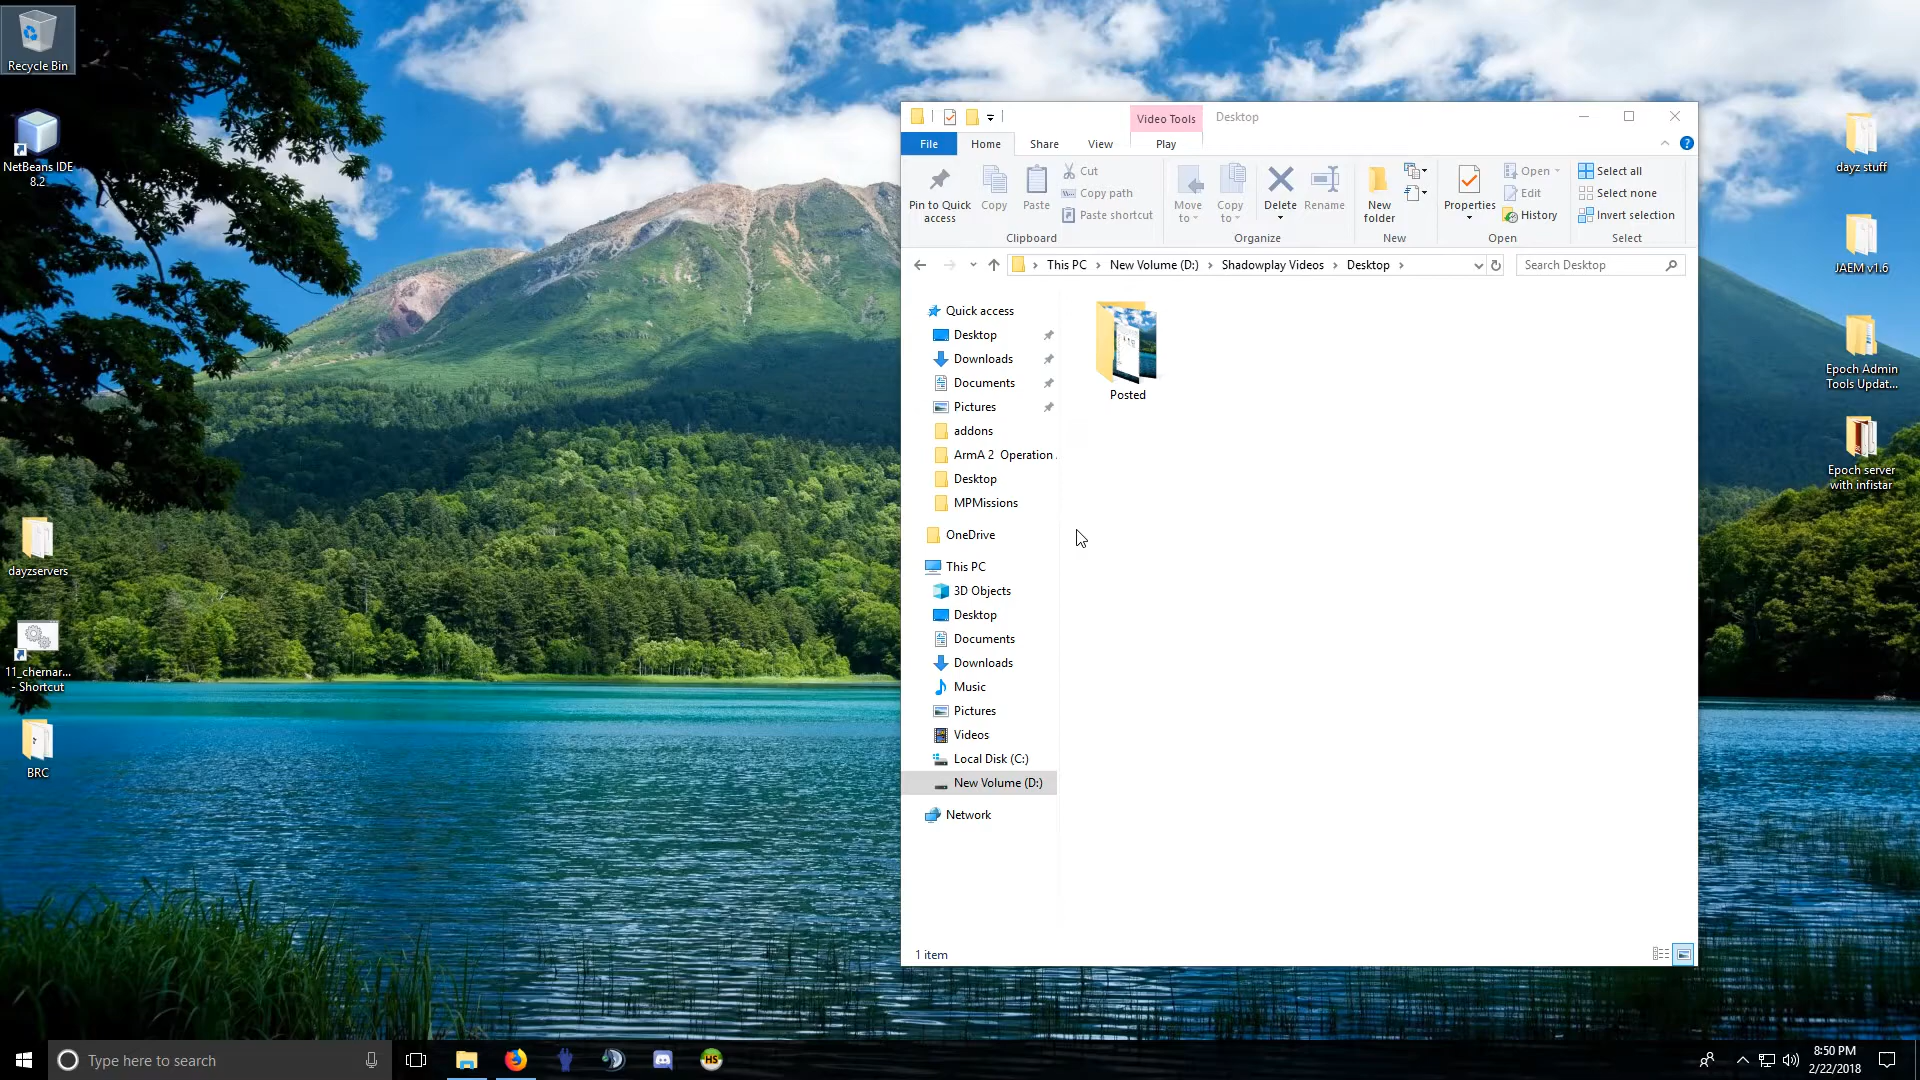 Recycle Bin
NetBeans IDE
8.2
dayzservers
11_chernar...
- Shortcut
BRC
Video Tools
Desktop
File
Home
Share
View
Play
Pin to Quick
access
Copy
Paste
Cut
Copy path
Paste shortcut
Clipboard
Move
to
Copy
to
Delete
Rename
Organize
New
folder
New
Properties
Open
Edit
History
Open
Select all
Select none
Invert selection
Select
This PC
New Volume (D:)
Shadowplay Videos
Desktop
Search Desktop
Quick access
Desktop
Downloads
Documents
Pictures
addons
ArmA 2 Operation
Desktop
MPMissions
OneDrive
This PC
3D Objects
Desktop
Documents
Downloads
Music
Pictures
Videos
Local Disk (C:)
New Volume (D:)
Network
Posted
1 item
dayz stuff
JAEM v1.6
Epoch Admin
Tools Updat...
Epoch server
with infistar
Type here to search
HS
8:50 PM
2/22/2018